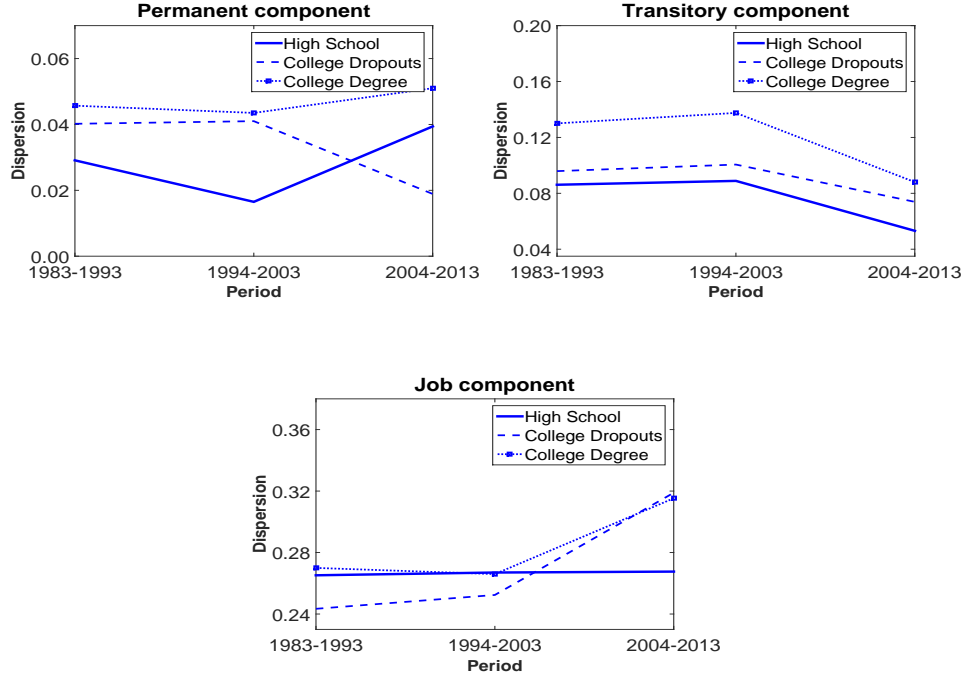 Permanent component
High School
College Dropouts
College Degree
Dispersion
0.06
0.04
0.02
0.00
1983-1993
1994-2003
2004-2013
Period
Transitory component
High School
College Dropouts
College Degree
Dispersion
0.20
0.16
0.12
0.08
0.04
1983-1993
1994-2003
2004-2013
Period
Job component
High School
College Dropouts
College Degree
Dispersion
0.36
0.32
0.28
0.24
1983-1993
1994-2003
2004-2013
Period